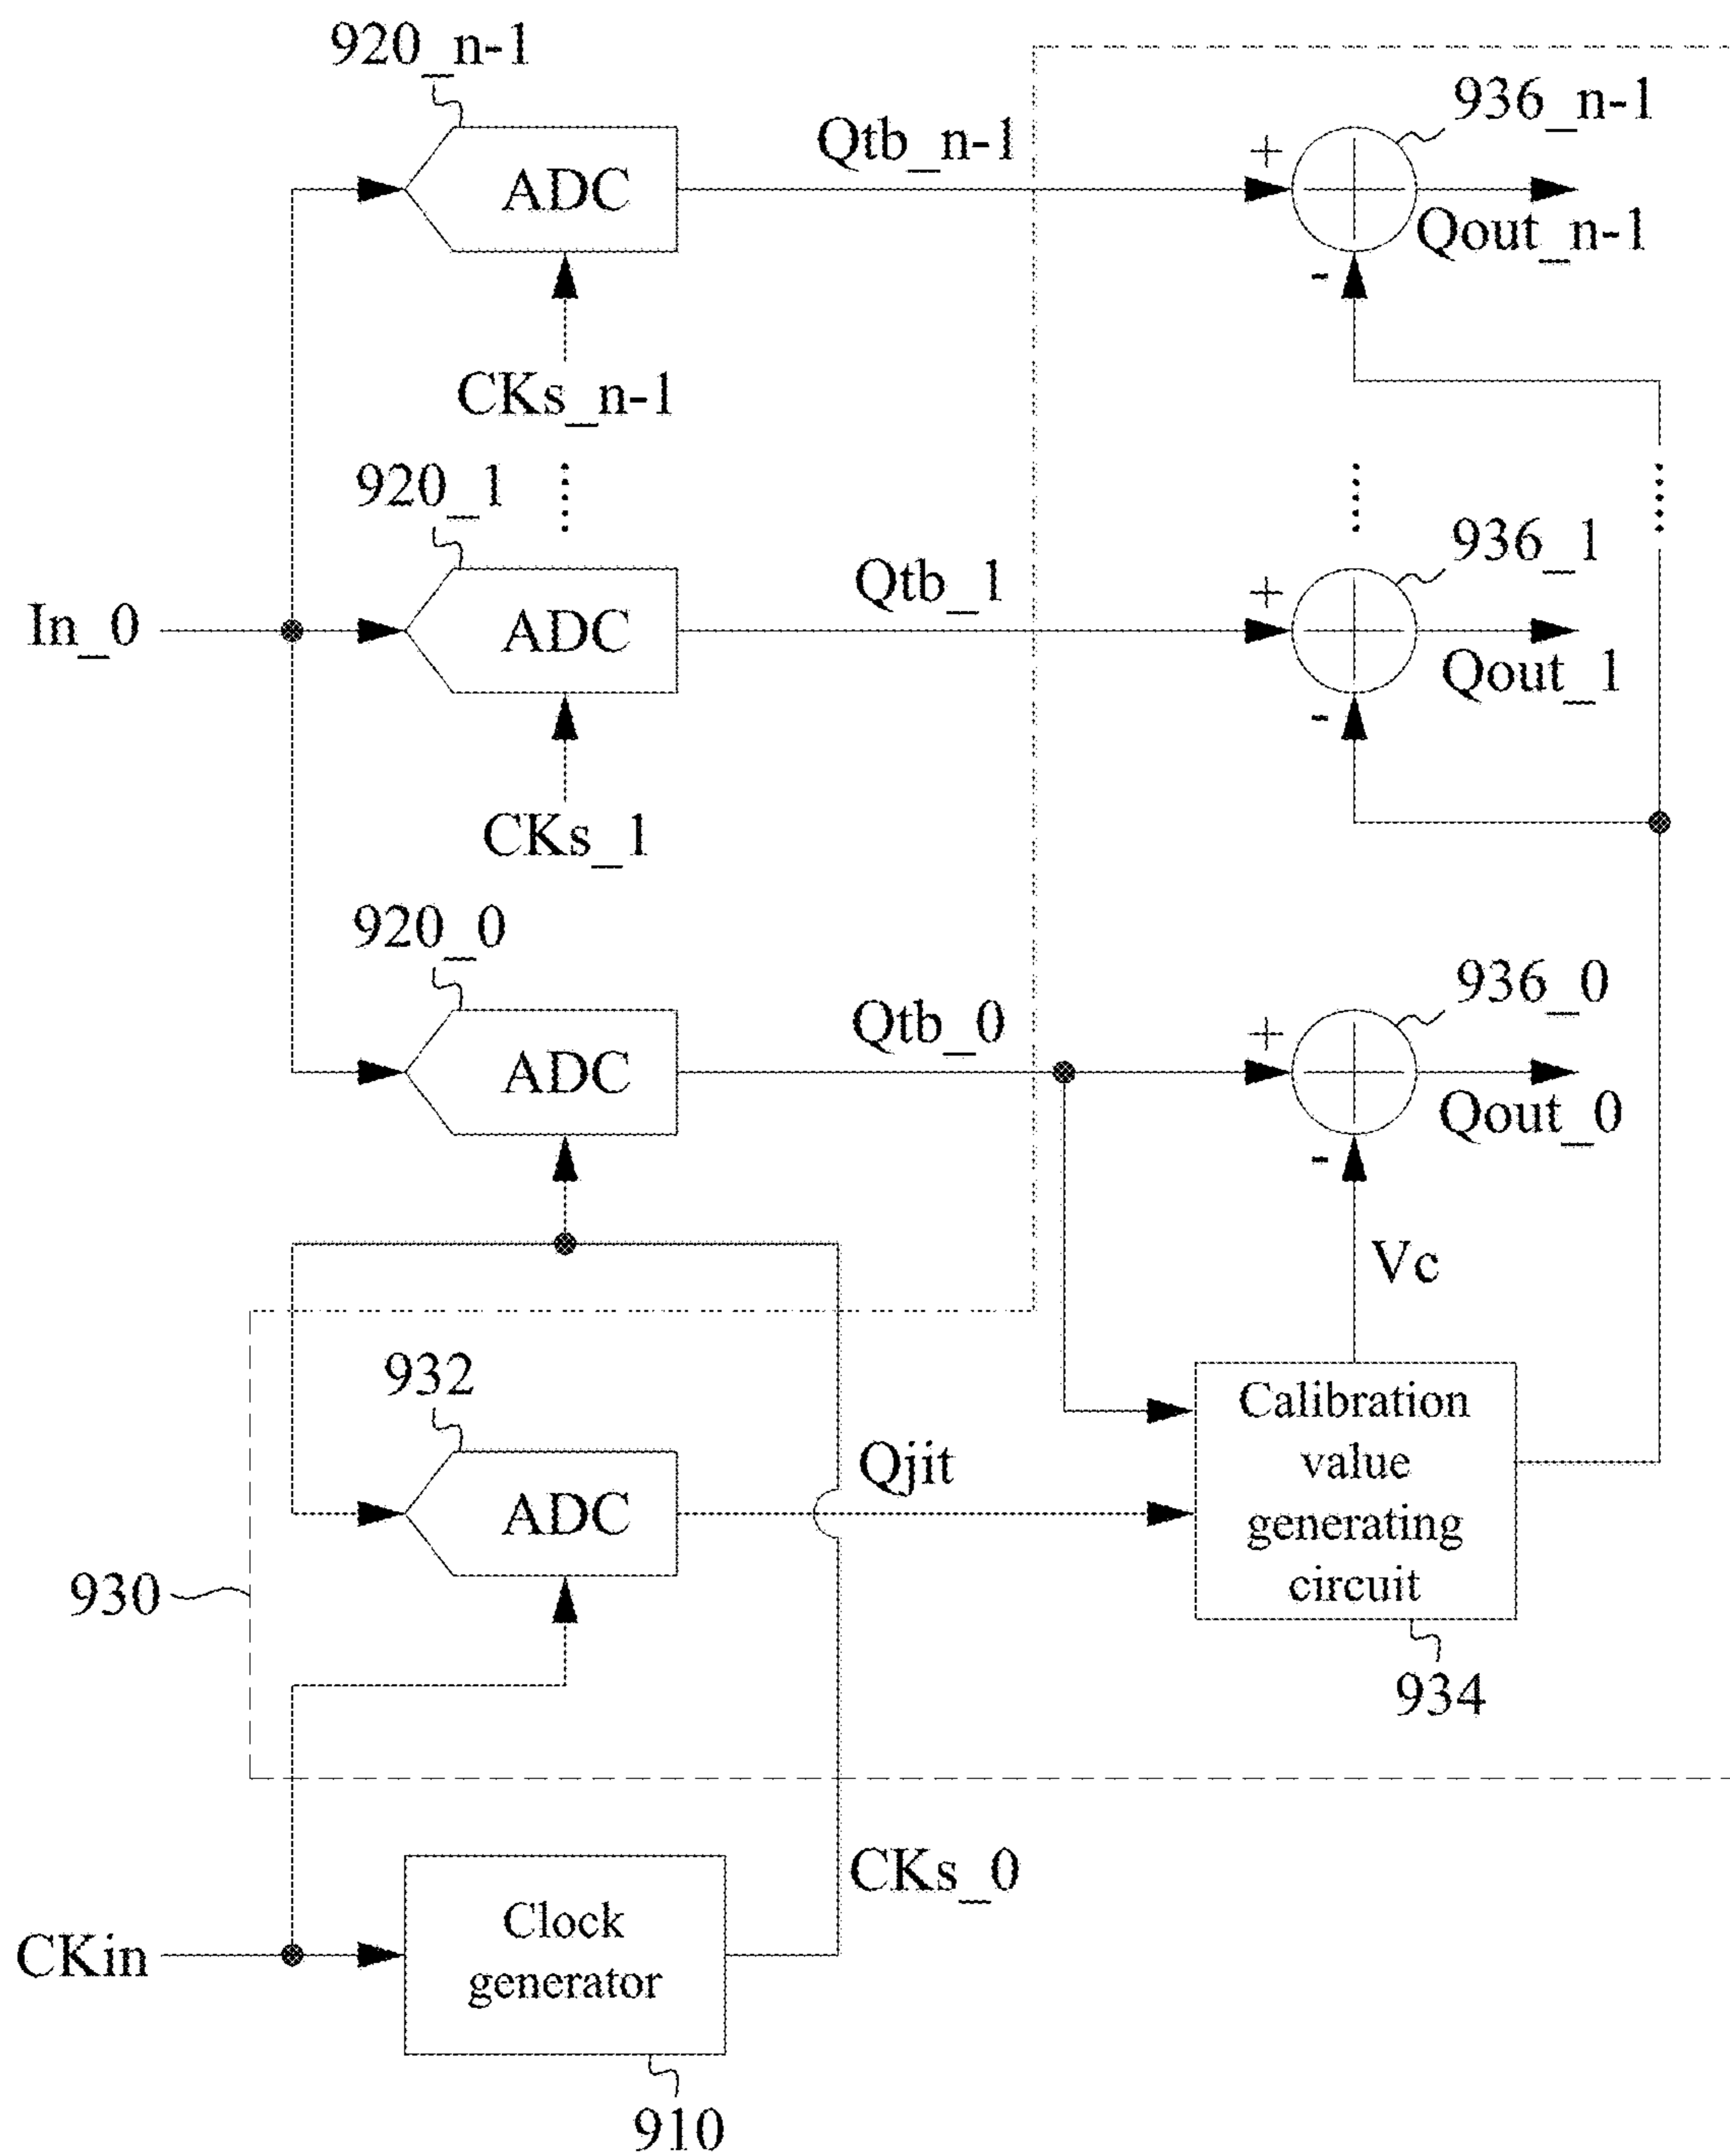 920_n-1
936_n-1
Qtb_n-1
+
ADC
Qout_n-1
-
CKs_n-1
920_1
936_1
Qtb_1
+
In_0
ADC
Qout_1
-
CKs_1
920_0
936_0
Qtb_0
+
ADC
Qout_0
-
Vc
932
Calibration
value
generating
circuit
Qjit
ADC
930
934
CKs_0
CKin
Clock
generator
910